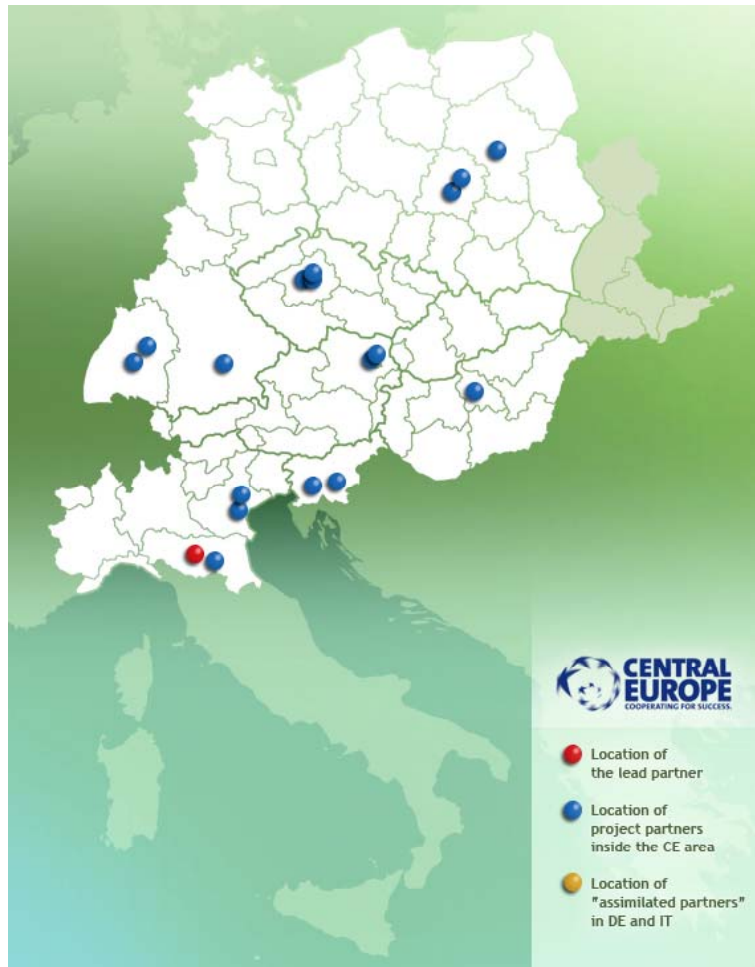 CENTRAL
EUROPE
COOPERATING FOR SUCCESS.
Location of
the lead partner
Location of
project partners
inside the CE area
Location of
"assimilated partners"
in DE and IT